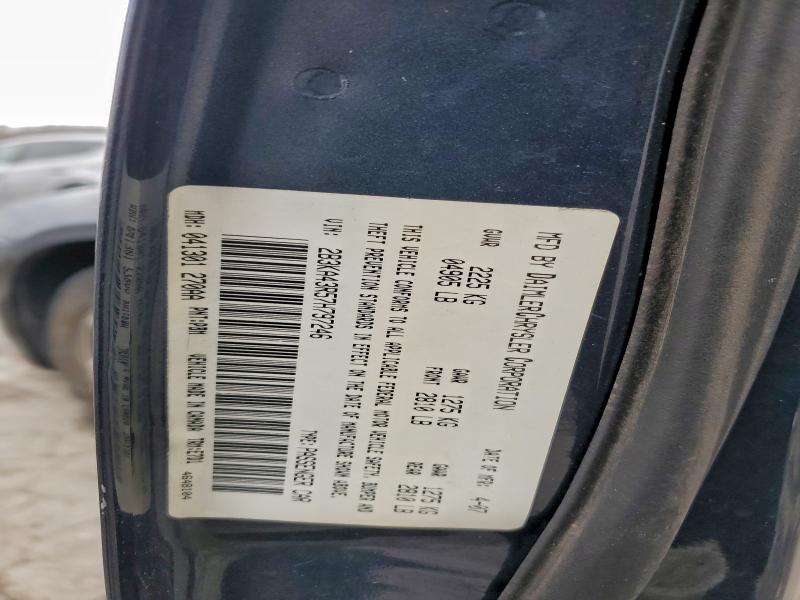 MFD BY DAIMLERCHRYSLER CORPORATION
DATE OF MFR. 4-07
GVWR 2225 KG 04905 LB
GAWR FRONT 1275 KG 2810 LB
GAWR REAR 1275 KG 2810 LB
THIS VEHICLE CONFORMS TO ALL APPLICABLE FEDERAL MOTOR VEHICLE SAFETY, BUMPER AND
THEFT PREVENTION STANDARDS IN EFFECT ON THE DATE OF MANUFACTURE SHOWN ABOVE.
VIN: 2B3KA43R57H797246
TYPE: PASSENGER CAR
MDH: 041301 270AA
VEHICLE MADE IN CANADA
4648104